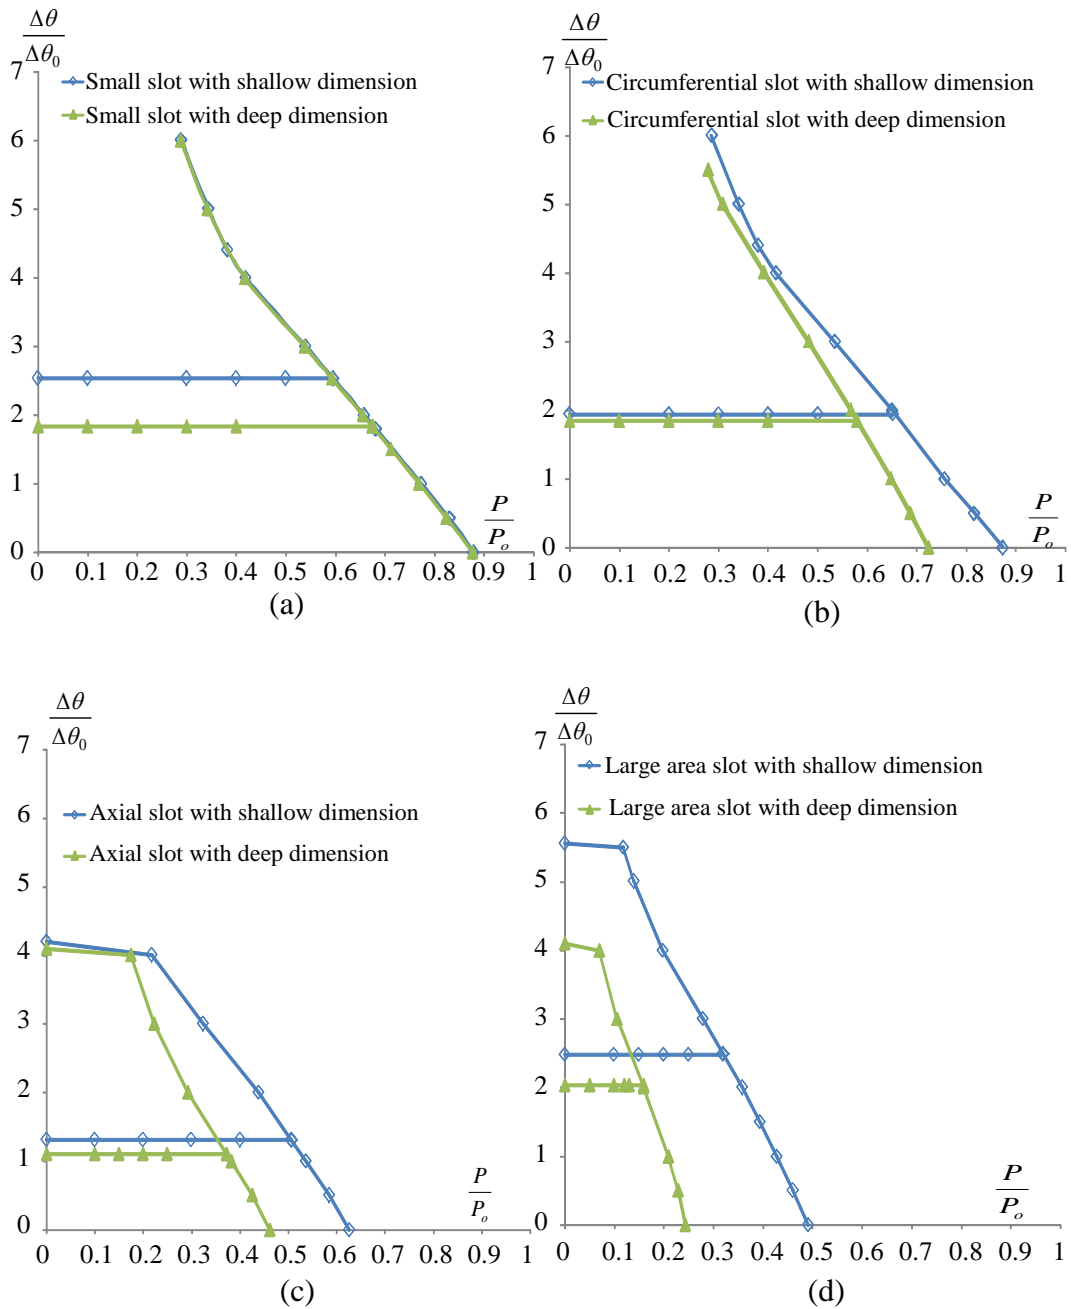 Δθ
Δθ0
7
6
5
4
3
2
1
0
Small slot with shallow dimension
Small slot with deep dimension
P
Po
0 0.1 0.2 0.3 0.4 0.5 0.6 0.7 0.8 0.9 1
(a)
Δθ
Δθ0
7
6
5
4
3
2
1
0
Circumferential slot with shallow dimension
Circumferential slot with deep dimension
P
Po
0 0.1 0.2 0.3 0.4 0.5 0.6 0.7 0.8 0.9 1
(b)
Δθ
Δθ0
7
6
5
4
3
2
1
0
Axial slot with shallow dimension
Axial slot with deep dimension
P
Po
0 0.1 0.2 0.3 0.4 0.5 0.6 0.7 0.8 0.9 1
(c)
Δθ
Δθ0
7
6
5
4
3
2
1
0
Large area slot with shallow dimension
Large area slot with deep dimension
P
Po
0 0.1 0.2 0.3 0.4 0.5 0.6 0.7 0.8 0.9 1
(d)